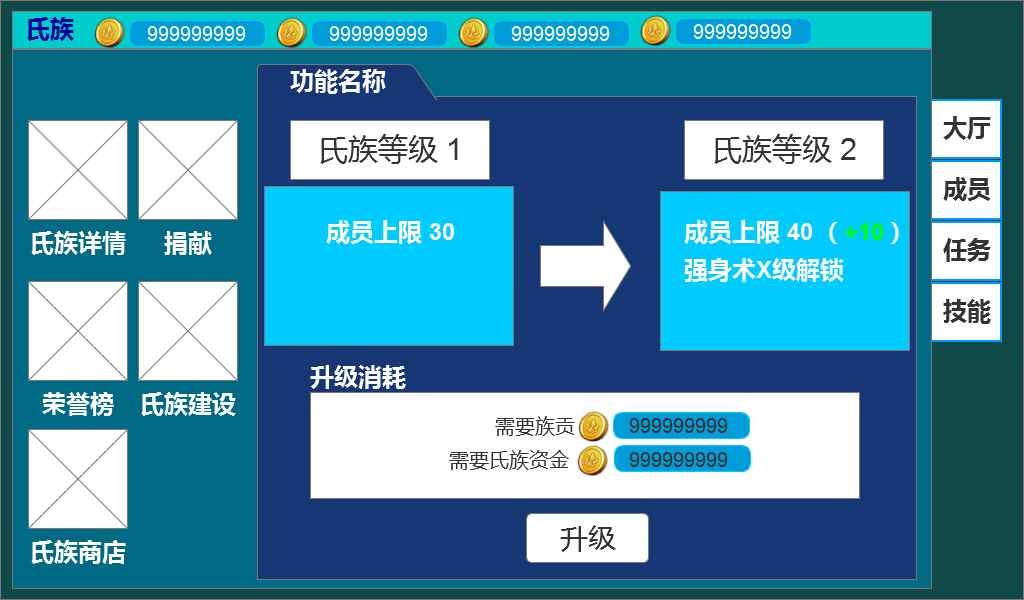 氏族 999999999 999999999 999999999 999999999
功能名称
氏族等级 1
氏族等级 2
成员上限 30
成员上限 40 （ +10 ）
强身术X级解锁
升级消耗
需要族贡 999999999
需要氏族资金 999999999
升级
氏族详情 捐献
荣誉榜 氏族建设
氏族商店
大厅
成员
任务
技能